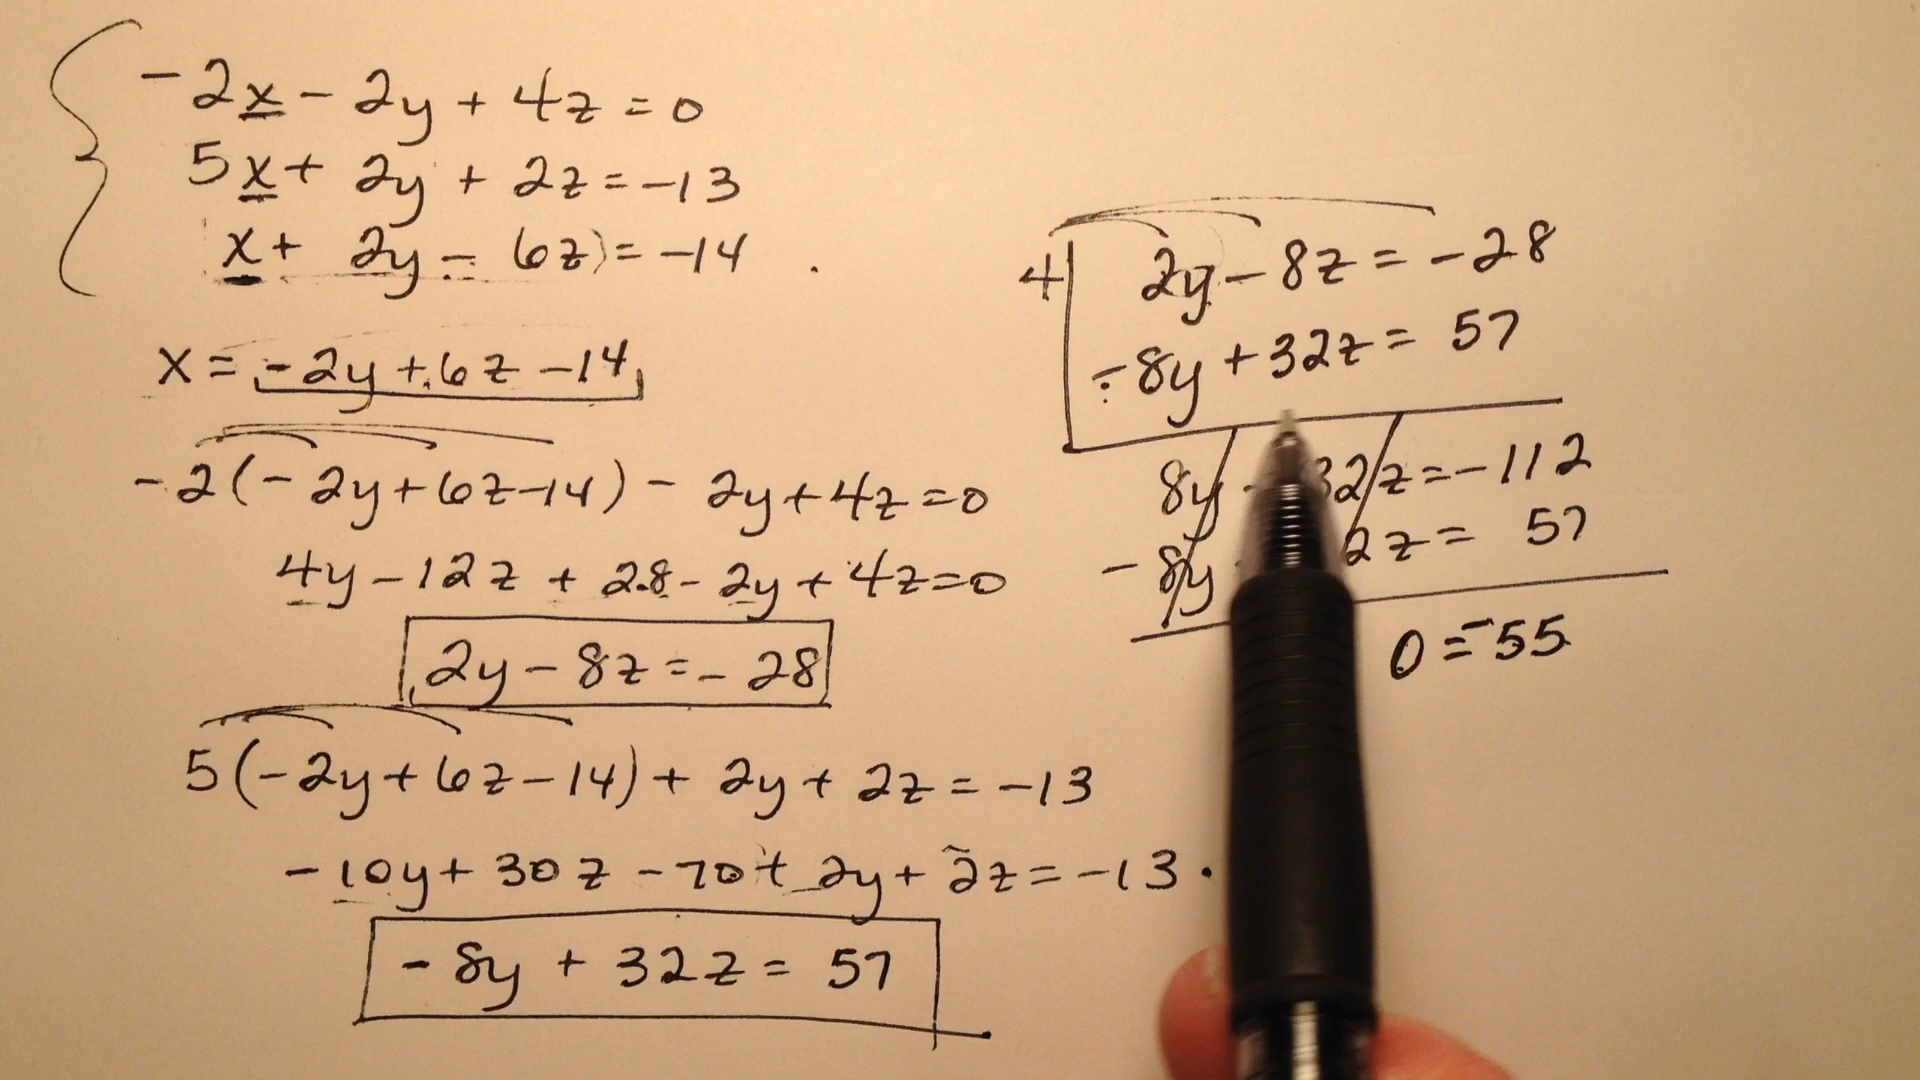 -2x - 2y + 4z = 0
5x + 2y + 2z = -13
x + 2y - 6z) = -14
x = -2y + 6z - 14
-2(-2y + 6z - 14) - 2y + 4z = 0
4y - 12z + 28 - 2y + 4z = 0
2y - 8z = -28
5(-2y + 6z - 14) + 2y + 2z = -13
-10y + 30z - 70 + 2y + 2z = -13
-8y + 32z = 57
4 2y - 8z = -28
-8y + 32z = 57
8y - 32z = -112
-8y 2z = 57
0 = -55